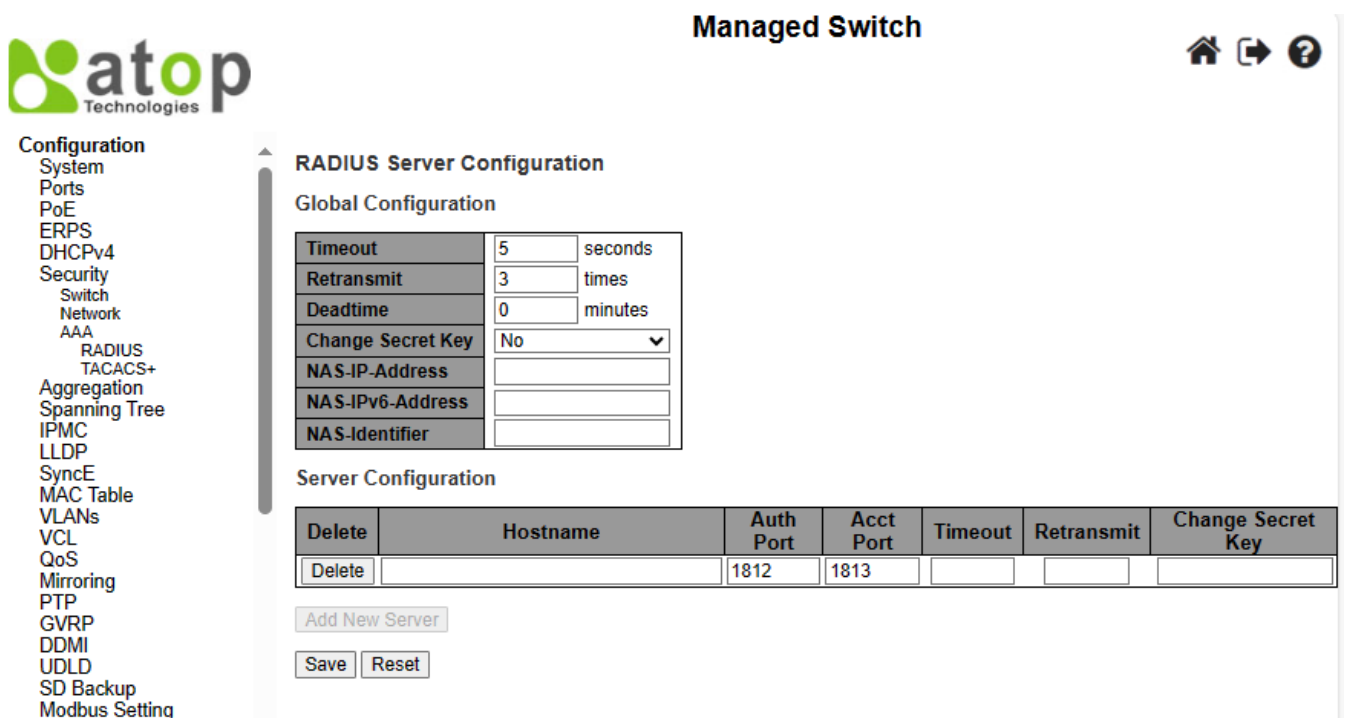 Managed Switch
atop
Technologies
Configuration
System
Ports
PoE
ERPS
DHCPv4
Security
Switch
Network
AAA
RADIUS
TACACS+
Aggregation
Spanning Tree
IPMC
LLDP
SyncE
MAC Table
VLANs
VCL
QoS
Mirroring
PTP
GVRP
DDMI
UDLD
SD Backup
Modbus Setting
RADIUS Server Configuration
Global Configuration
Timeout 5 seconds
Retransmit 3 times
Deadtime 0 minutes
Change Secret Key No
NAS-IP-Address
NAS-IPv6-Address
NAS-Identifier
Server Configuration
Delete Hostname Auth Port Acct Port Timeout Retransmit Change Secret Key
Delete 1812 1813
Add New Server
Save Reset